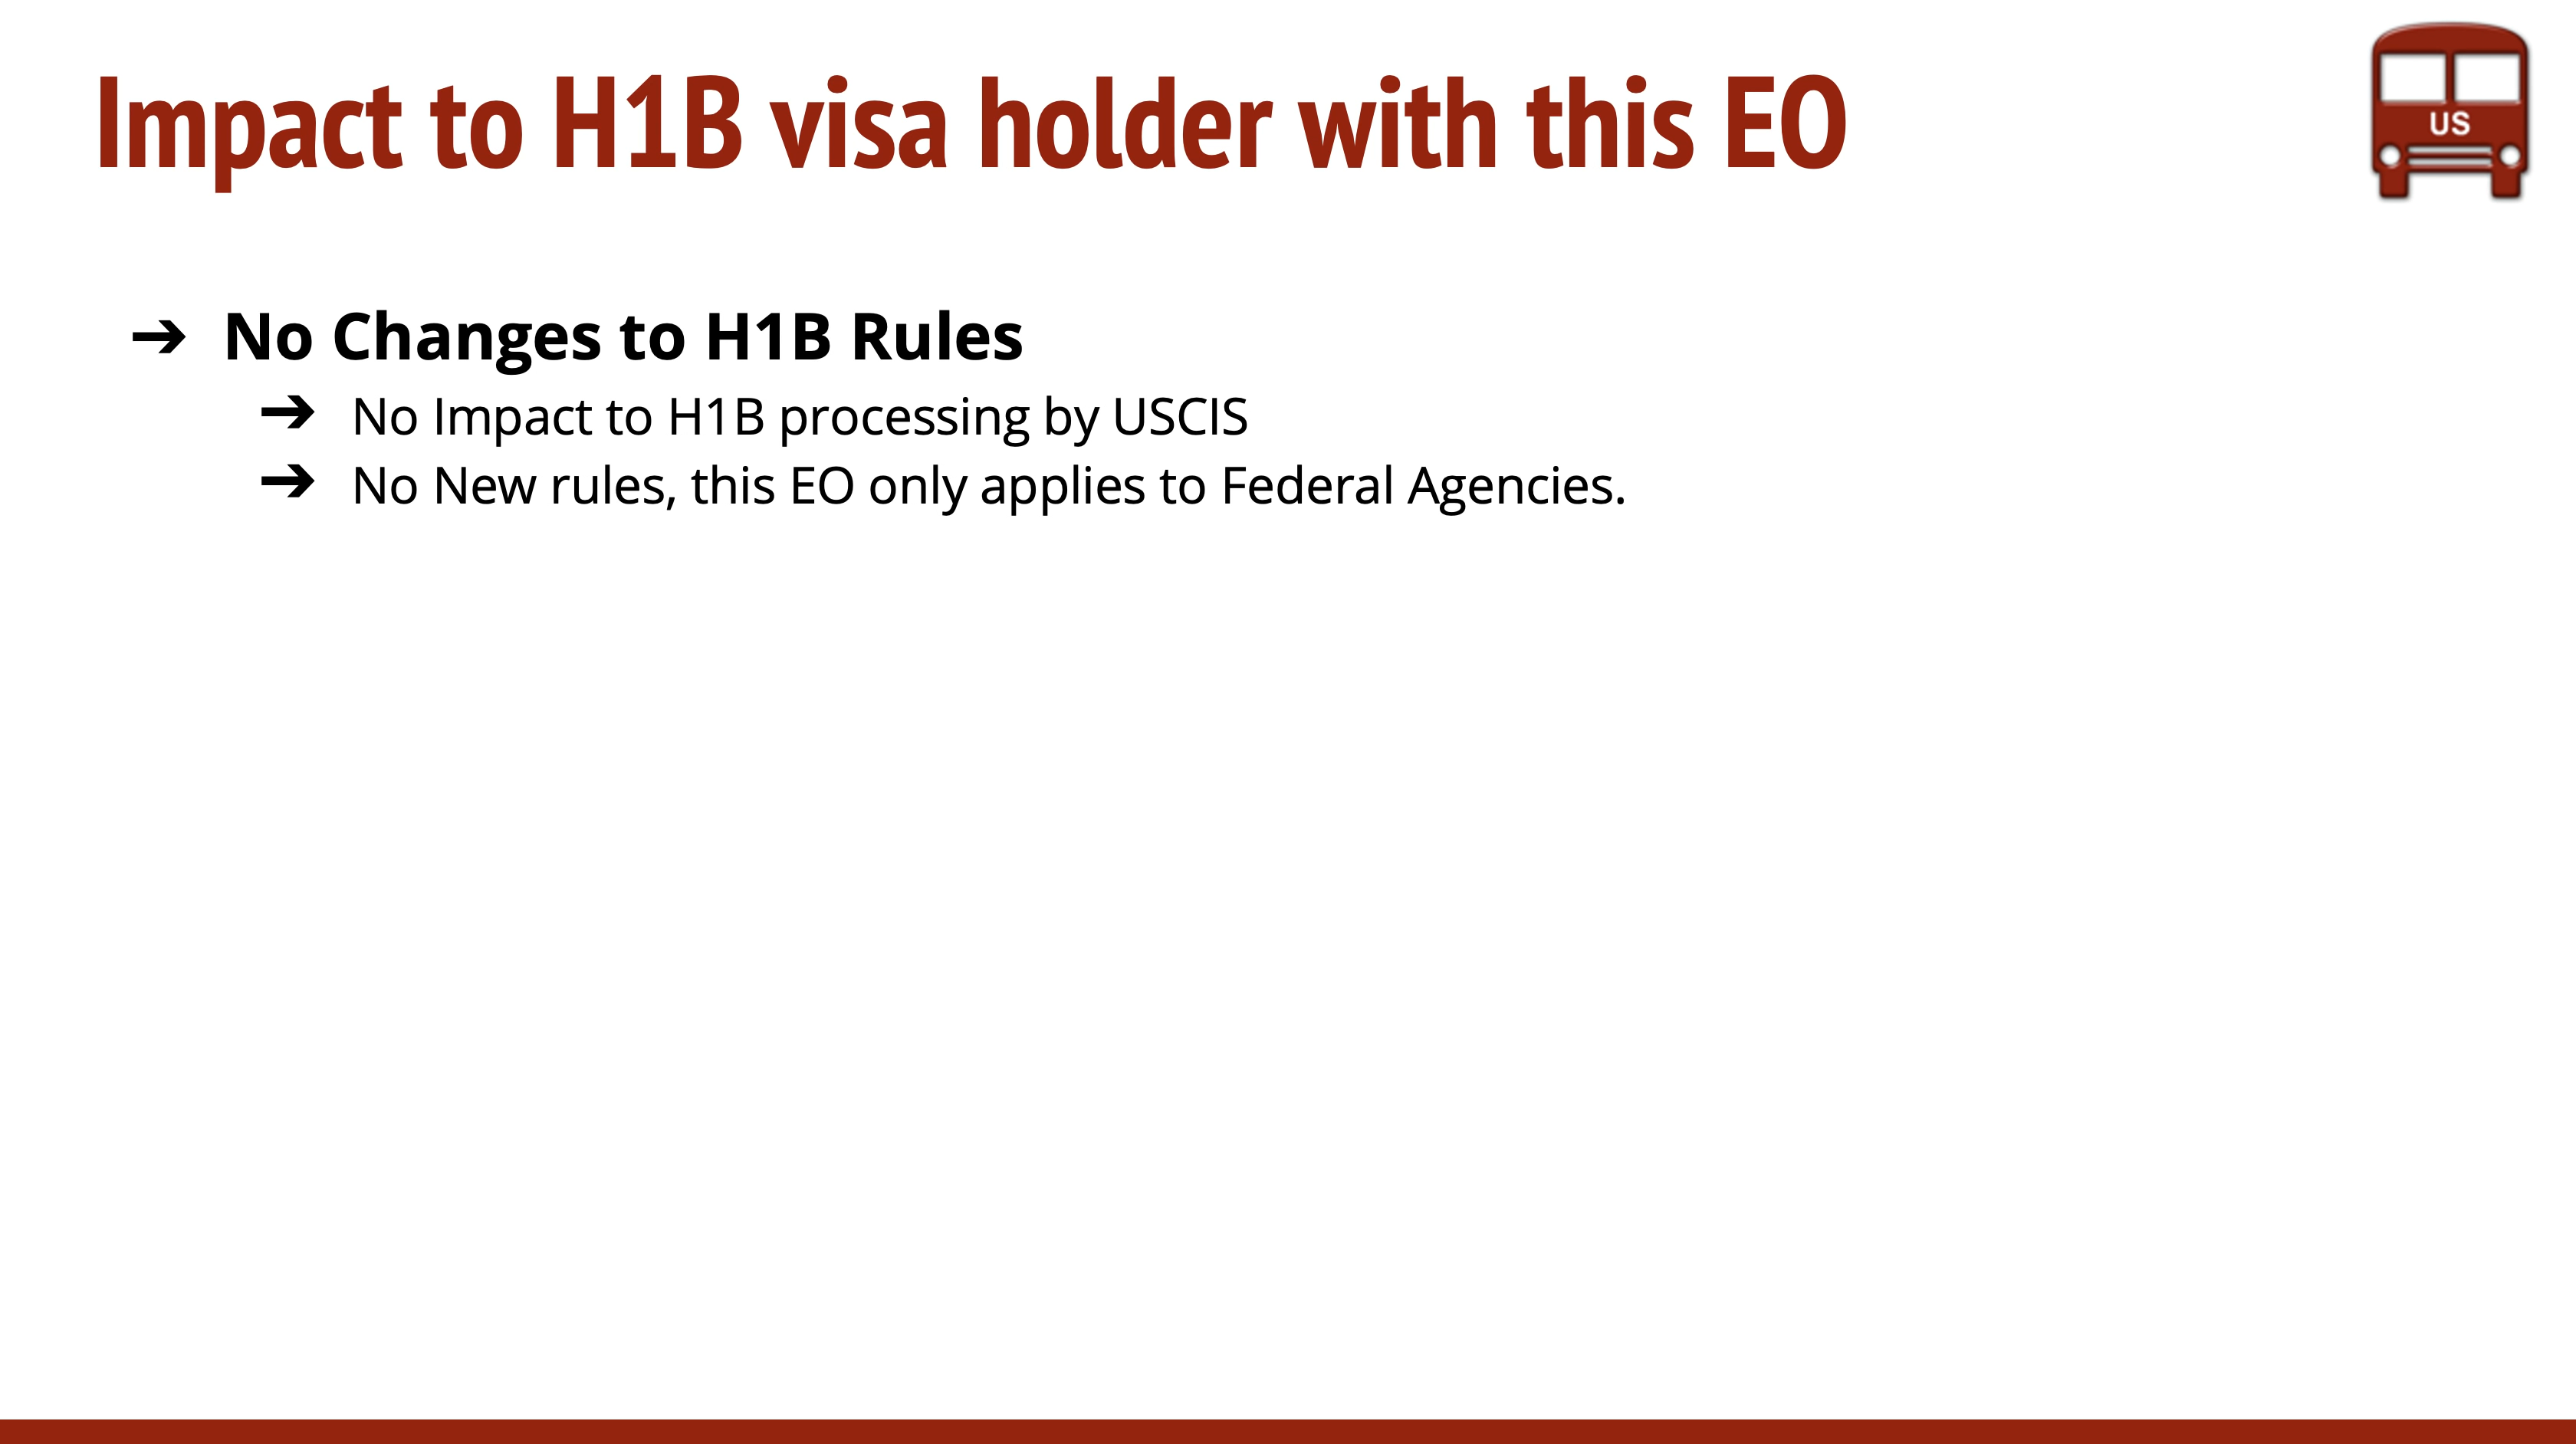 Impact to H1B visa holder with this EO
US
➔ No Changes to H1B Rules
➔ No Impact to H1B processing by USCIS
➔ No New rules, this EO only applies to Federal Agencies.